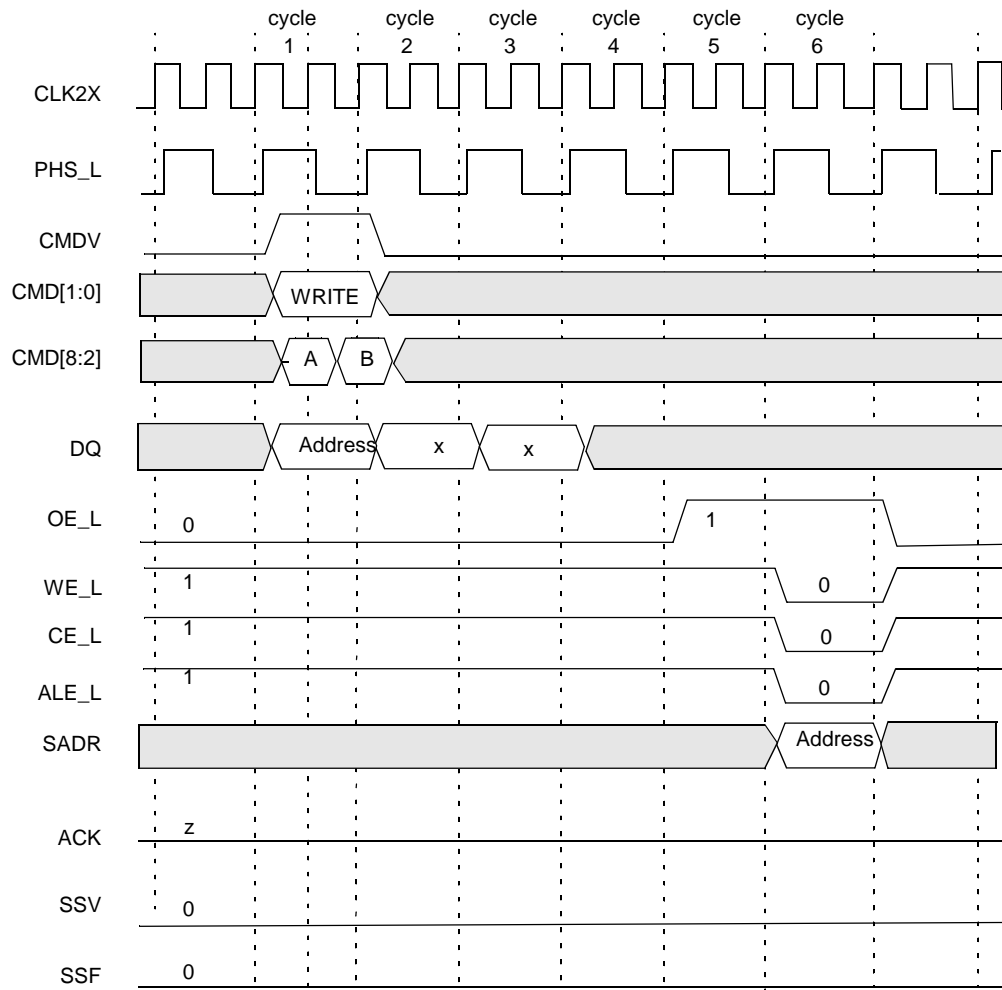 cycle cycle cycle cycle cycle cycle
1 2 3 4 5 6
CLK2X
PHS_L
CMDV
CMD[1:0] WRITE
CMD[8:2] A B
DQ Address x x
OE_L 0 1
WE_L 1 0
CE_L 1 0
ALE_L 1 0
SADR Address
ACK z
SSV 0
SSF 0